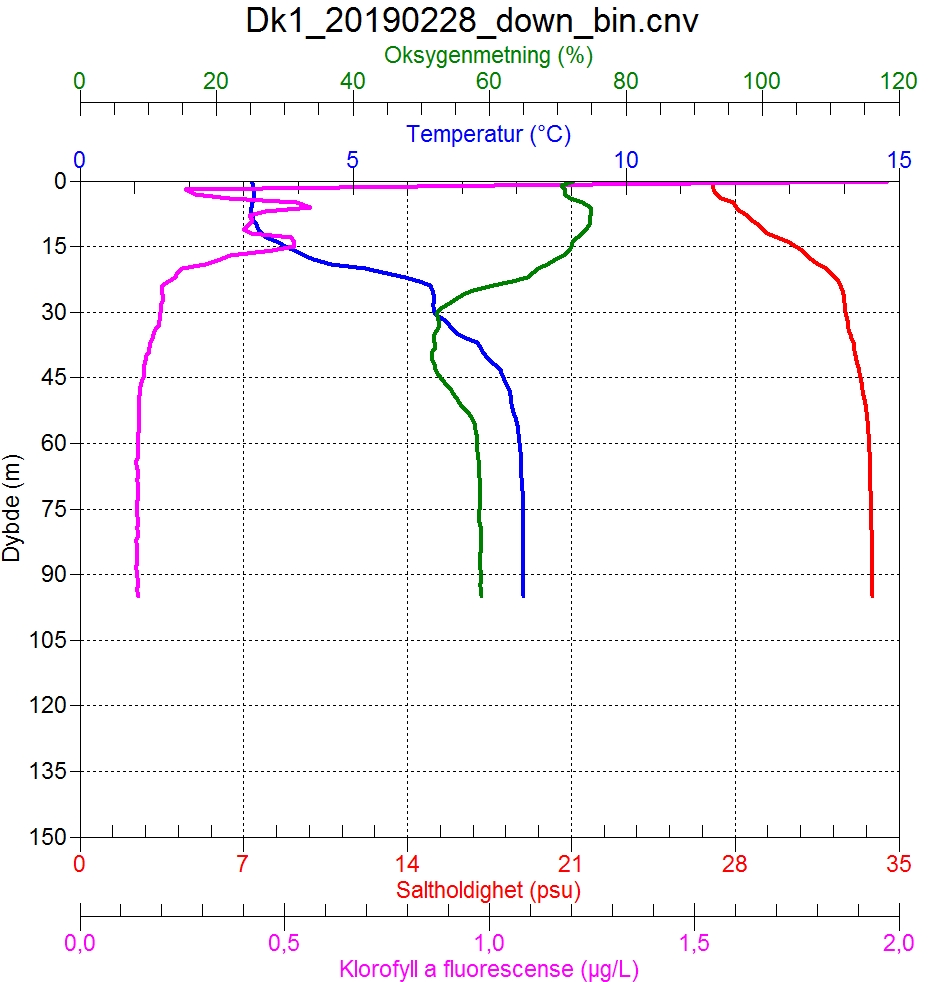 Dk1_20190228_down_bin.cnv
Oksygenmetning (%)
0 20 40 60 80 100 120
Temperatur (°C)
0 5 10 15
0
15
30
45
60
75
90
105
120
135
150
Dybde (m)
0 7 14 21 28 35
Saltholdighet (psu)
0,0 0,5 1,0 1,5 2,0
Klorofyll a fluorescense (µg/L)